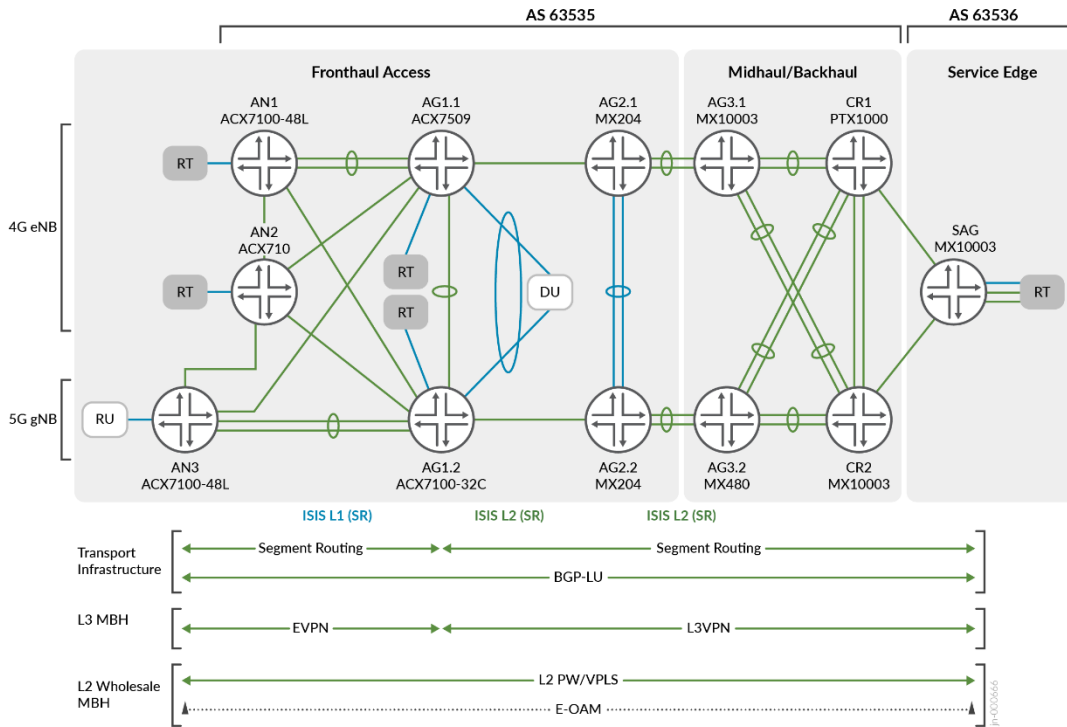 AS 63535
AS 63536
Fronthaul Access
Midhaul/Backhaul
Service Edge
AN1
ACX7100-48L
AG1.1
ACX7509
AG2.1
MX204
AG3.1
MX10003
CR1
PTX1000
RT
4G eNB
AN2
ACX710
SAG
MX10003
RT
RT
RT
DU
RT
5G gNB
RU
AN3
ACX7100-48L
AG1.2
ACX7100-32C
AG2.2
MX204
AG3.2
MX480
CR2
MX10003
ISIS L1 (SR)
ISIS L2 (SR)
ISIS L2 (SR)
Transport
Infrastructure
Segment Routing
Segment Routing
BGP-LU
L3 MBH
EVPN
L3VPN
L2 Wholesale
MBH
L2 PW/VPLS
E-OAM
jn-000666